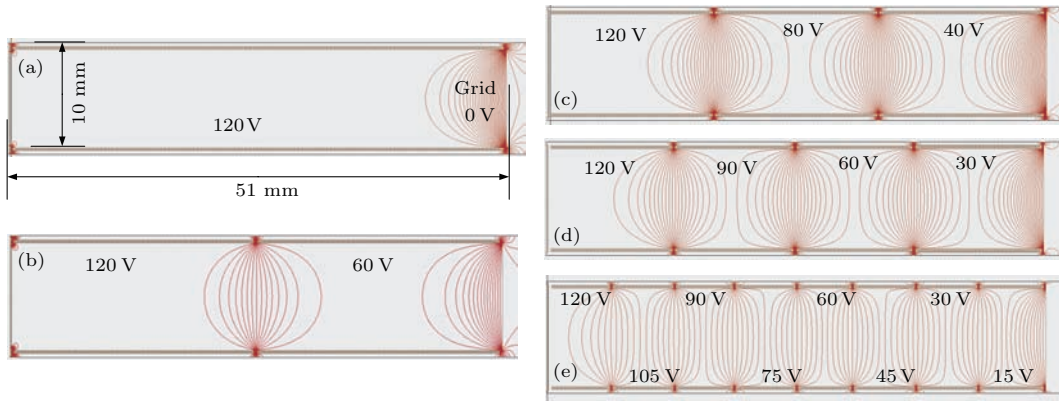 (a)
10 mm
Grid
0 V
120 V
51 mm
(b)
120 V
60 V
120 V
80 V
40 V
(c)
120 V
90 V
60 V
30 V
(d)
120 V
90 V
60 V
30 V
(e)
105 V
75 V
45 V
15 V